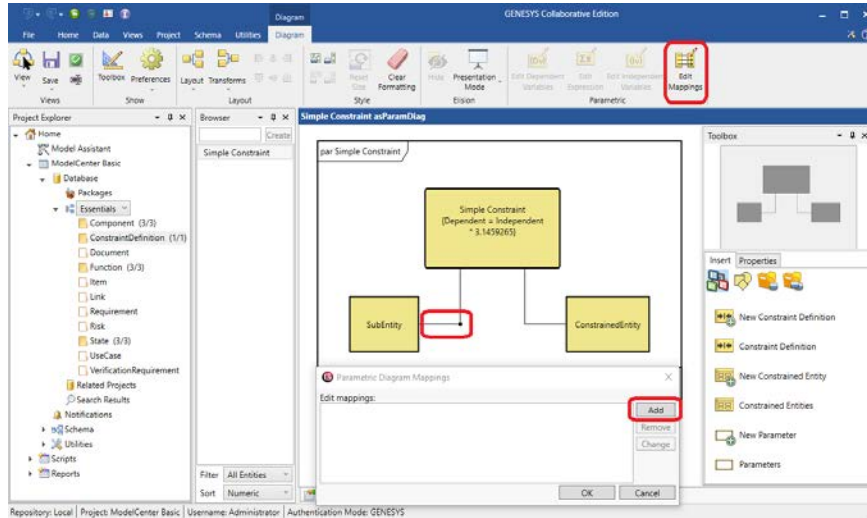 Diagram
GENESYS Collaborative Edition
File Home Data Views Project Schema Utilities Diagram
View Save Toolbox Preferences Layout Transforms Reset Size Clear Formatting Hide Presentation Mode Edit Dependent Variables Edit Expression Edit Independent Variables Edit Mappings
Views Show Layout Style Elision Parametric
Project Explorer
Home
Model Assistant
ModelCenter Basic
Database
Packages
Essentials
Component (3/3)
ConstraintDefinition (1/1)
Document
Function (3/3)
Item
Link
Requirement
Risk
State (3/3)
UseCase
VerificationRequirement
Related Projects
Search Results
Notifications
Schema
Utilities
Scripts
Reports
Browser
Create
Simple Constraint
Filter All Entities
Sort Numeric
Simple Constraint asParamDiag
par Simple Constraint
Simple Constraint
{Dependent = Independent
* 3.1459265}
SubEntity
ConstrainedEntity
Parametric Diagram Mappings
Edit mappings:
Add
Remove
Change
OK Cancel
Toolbox
Insert Properties
New Constraint Definition
Constraint Definition
New Constrained Entity
Constrained Entities
New Parameter
Parameters
Repository: Local Project: ModelCenter Basic Username: Administrator Authentication Mode: GENESYS